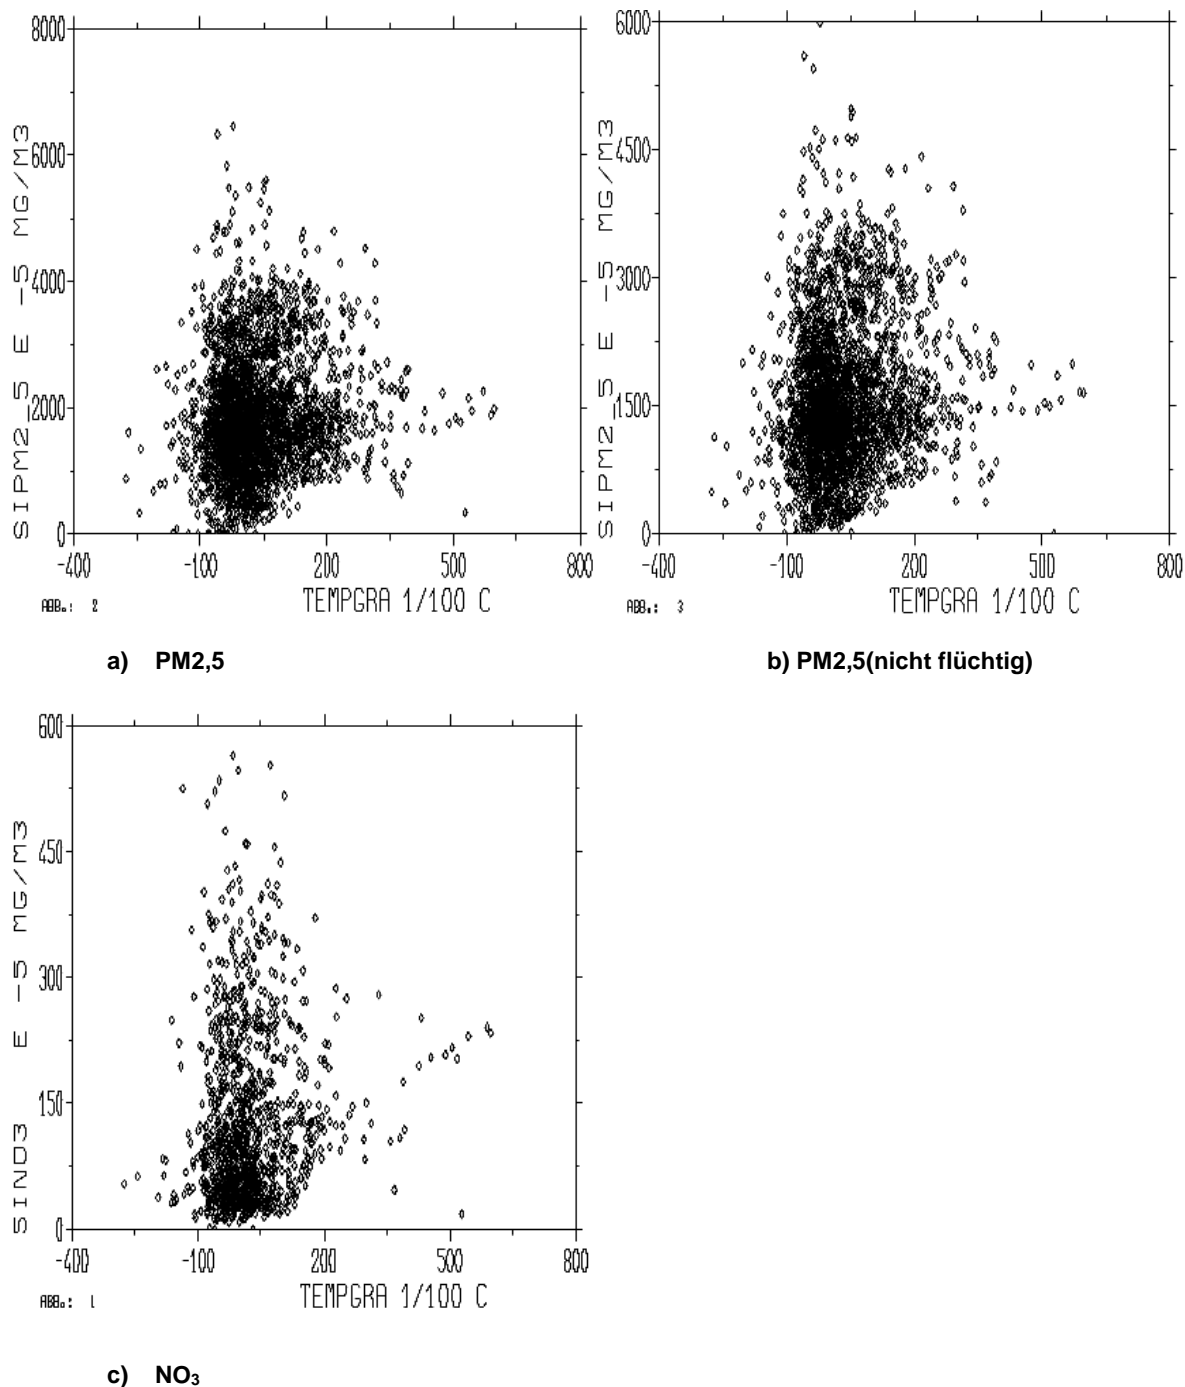 8000
6000
4000
2000
0
SIPM2_5 E -5 MG/M3
-400 -100 200 500 800
TEMPGRA 1/100 C
ABB.: 2
6000
4500
3000
1500
0
SIPM2_5 E -5 MG/M3
-400 -100 200 500 800
TEMPGRA 1/100 C
ABB.: 3
a) PM2,5
b) PM2,5(nicht flüchtig)
600
450
300
150
0
SINO3 E -5 MG/M3
-400 -100 200 500 800
TEMPGRA 1/100 C
ABB.: 1
c) NO₃